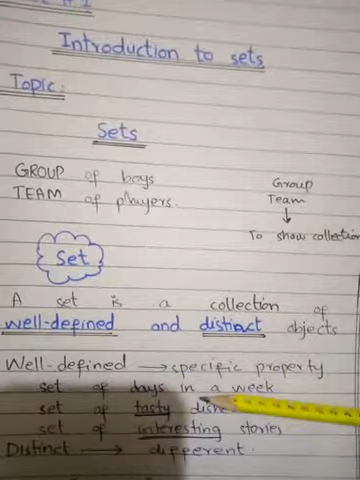 Introduction to sets
Topic:
Sets
GROUP of boys
TEAM of players.
Group
Team
↓
To show collection
Set
A set is a collection of
well-defined and distinct objects
Well-defined → specific property
set of days in a week
set of tasty
set of interesting stories
Distinct → different.